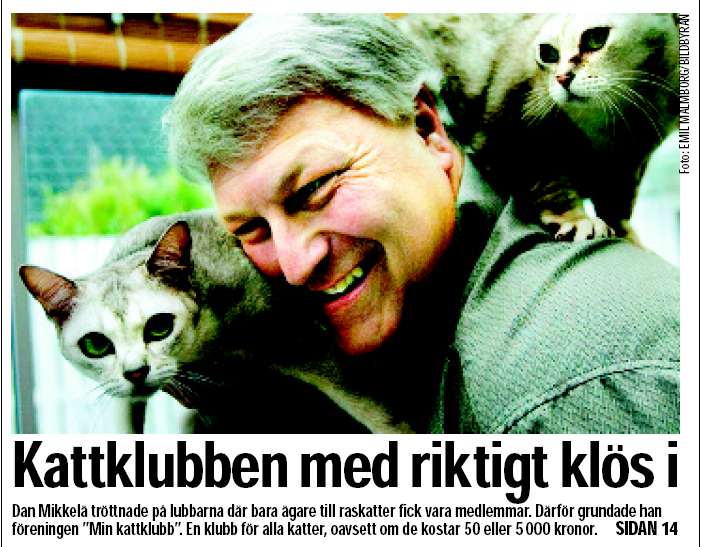 Foto: EMIL MALMBORG/BILDBYRÅN
Kattklubben med riktigt klös i
Dan Mikkelä tröttnade på lubbarna där bara ägare till raskatter fick vara medlemmar. Därför grundade han
föreningen ”Min kattklubb”. En klubb för alla katter, oavsett om de kostar 50 eller 5 000 kronor. SIDAN 14